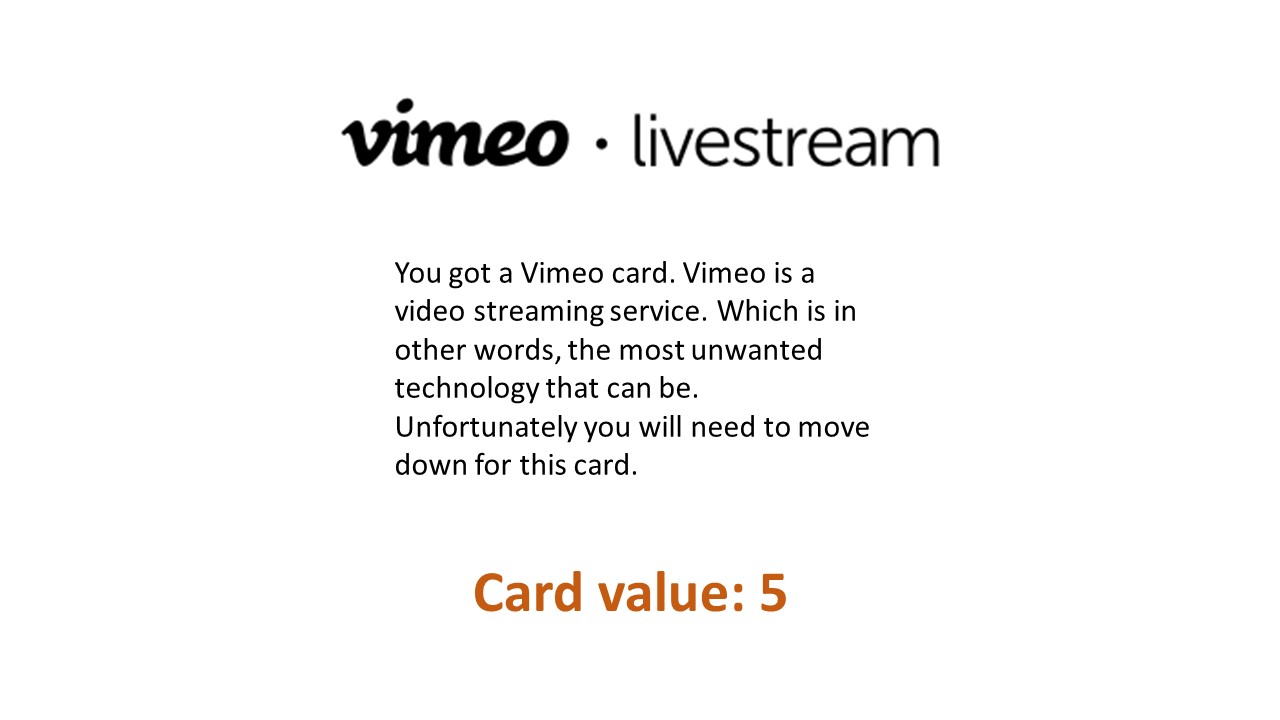 vimeo · livestream
You got a Vimeo card. Vimeo is a
video streaming service. Which is in
other words, the most unwanted
technology that can be.
Unfortunately you will need to move
down for this card.
Card value: 5